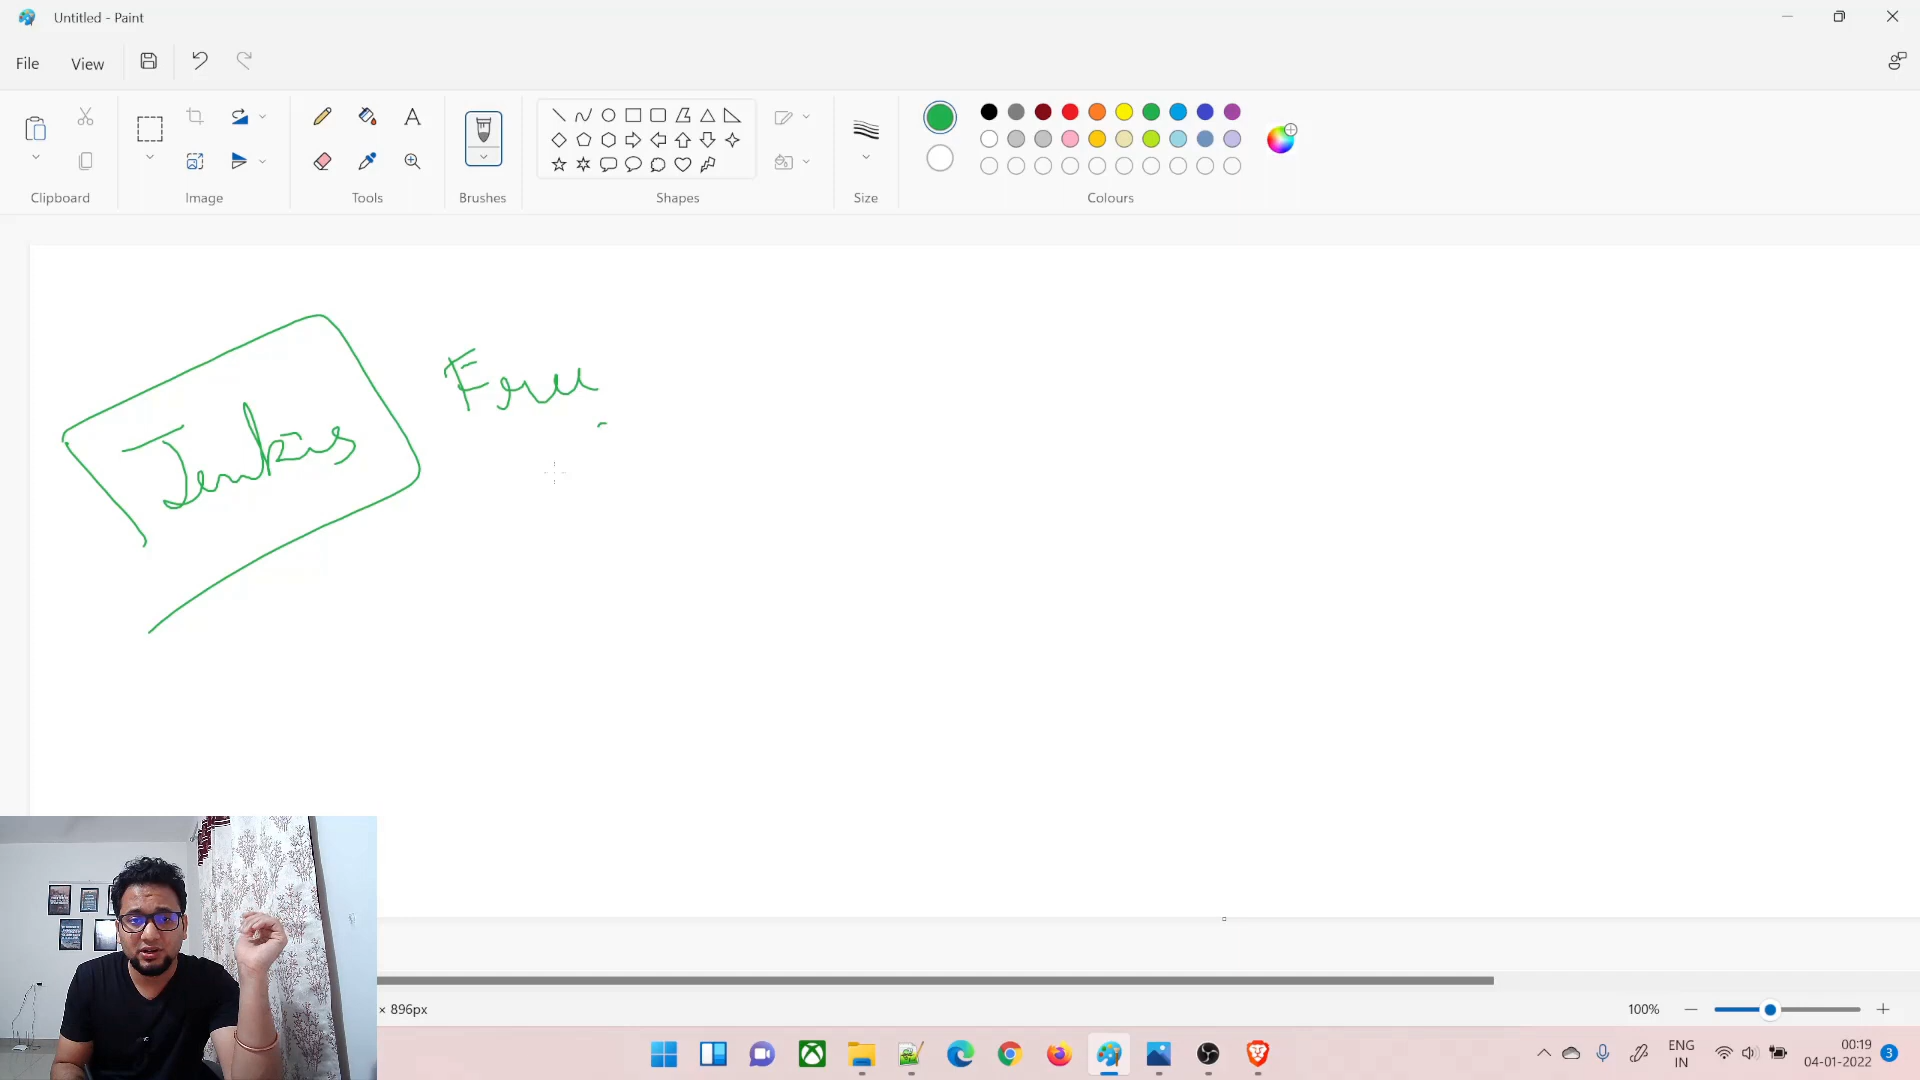 Untitled - Paint
File
View
Clipboard
Image
Tools
Brushes
Shapes
Size
Colours
Jenkins
Free
× 896px
100%
ENG
IN
00:19
04-01-2022
3